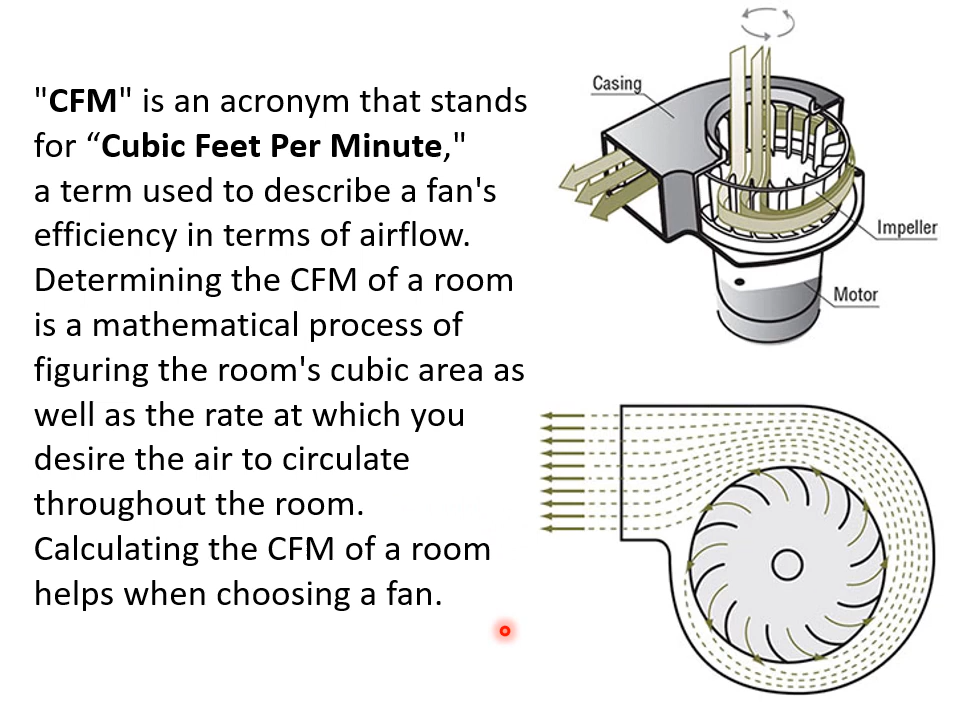 "CFM" is an acronym that stands
for “Cubic Feet Per Minute,"
a term used to describe a fan's
efficiency in terms of airflow.
Determining the CFM of a room
is a mathematical process of
figuring the room's cubic area as
well as the rate at which you
desire the air to circulate
throughout the room.
Calculating the CFM of a room
helps when choosing a fan.
Casing
Impeller
Motor